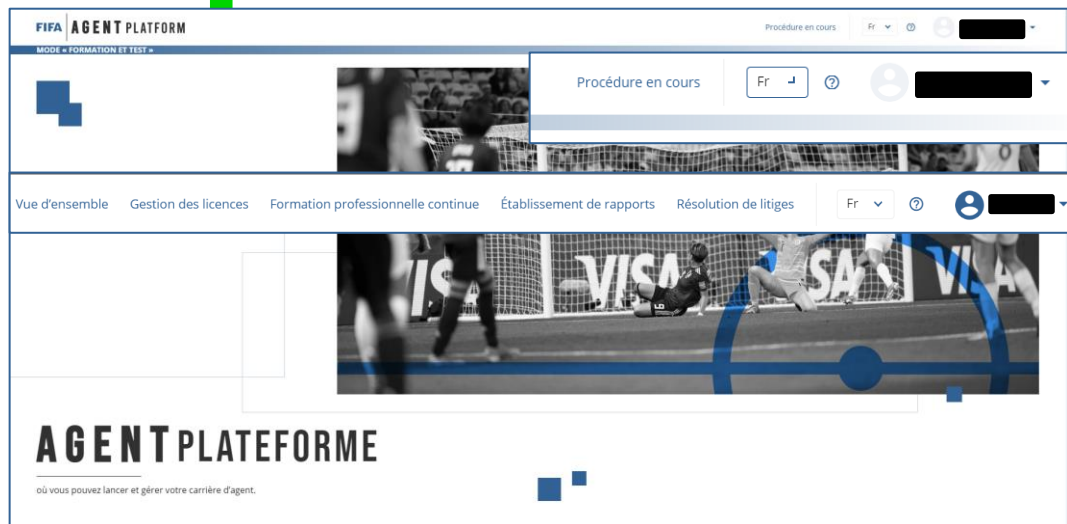 FIFA AGENT PLATFORM
Procédure en cours Fr
MODE « FORMATION ET TEST »
Procédure en cours Fr
Vue d'ensemble Gestion des licences Formation professionnelle continue Établissement de rapports Résolution de litiges Fr
VISA VISA VISA VISA
16
AGENT PLATEFORME
où vous pouvez lancer et gérer votre carrière d'agent.